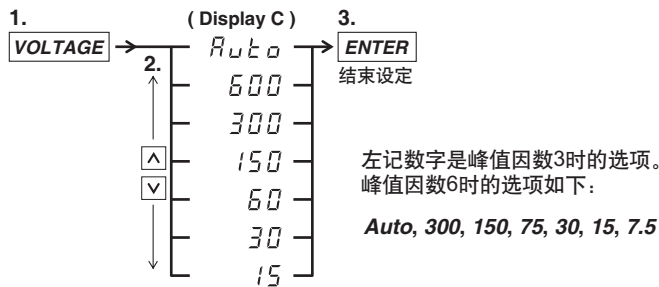 1.
( Display C )
3.
VOLTAGE
Auto
ENTER
2.
600
结束设定
300
150
左记数字是峰值因数3时的选项。
峰值因数6时的选项如下:
60
Auto, 300, 150, 75, 30, 15, 7.5
30
15